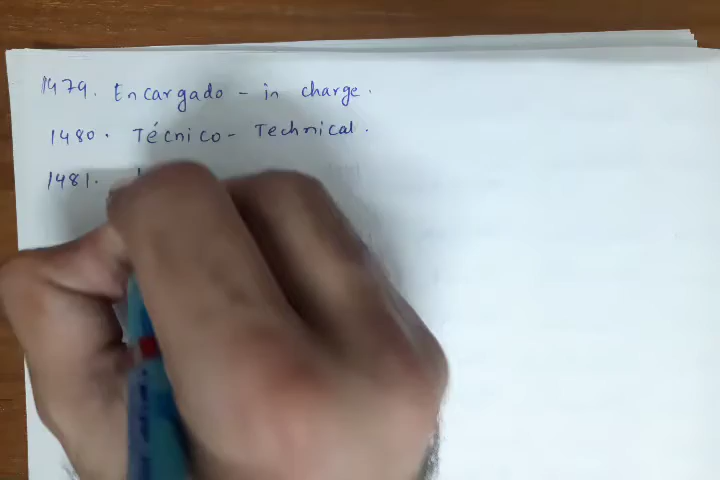 1479. Encargado - in charge.
1480. Técnico - Technical.
1481.